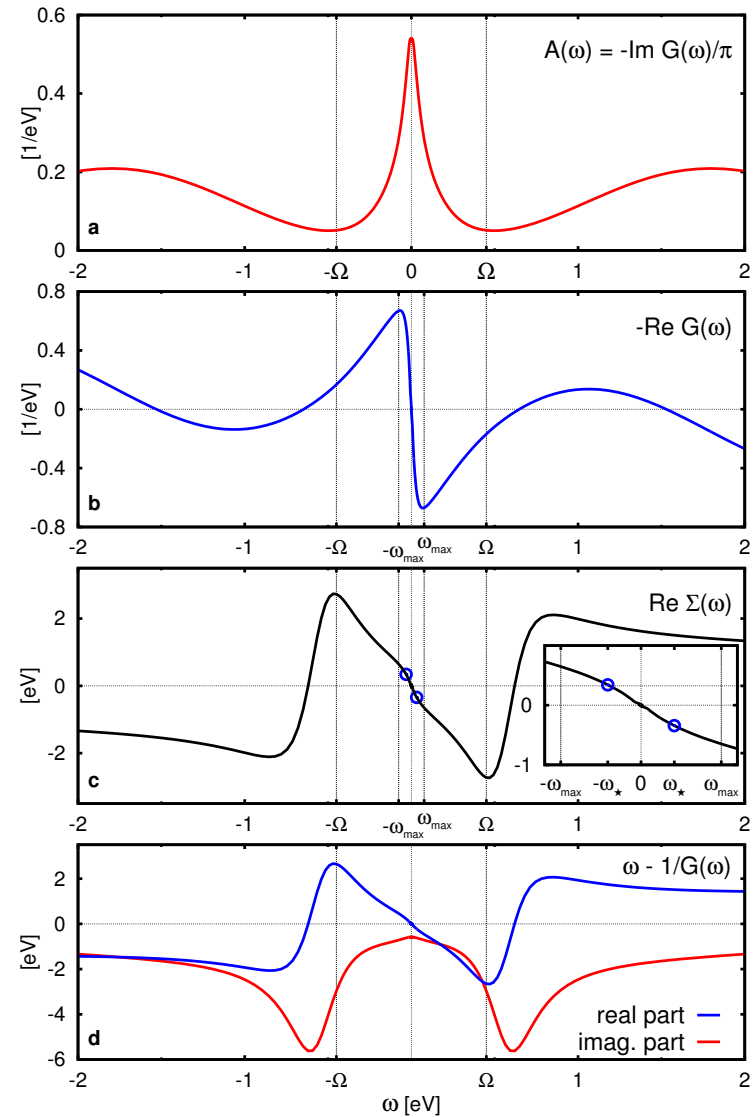 0.6
0.4
0.2
0
[1/eV]
A(ω) = -Im G(ω)/π
a
-2 -1 -Ω 0 Ω 1 2
0.8
0.4
0
-0.4
-0.8
[1/eV]
-Re G(ω)
b
-2 -1 -Ω -ωmax ωmax Ω 1 2
2
0
-2
[eV]
Re Σ(ω)
c
0
-1
-ωmax -ω★ 0 ω★ ωmax
-2 -1 -Ω -ωmax ωmax Ω 1 2
2
0
-2
-4
-6
[eV]
ω - 1/G(ω)
real part
imag. part
d
-2 -1 -Ω 0 Ω 1 2
ω [eV]